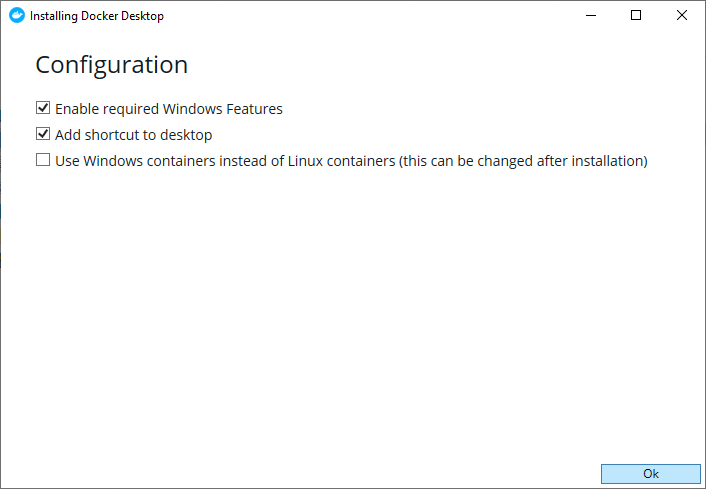 Installing Docker Desktop
Configuration
Enable required Windows Features
Add shortcut to desktop
Use Windows containers instead of Linux containers (this can be changed after installation)
Ok